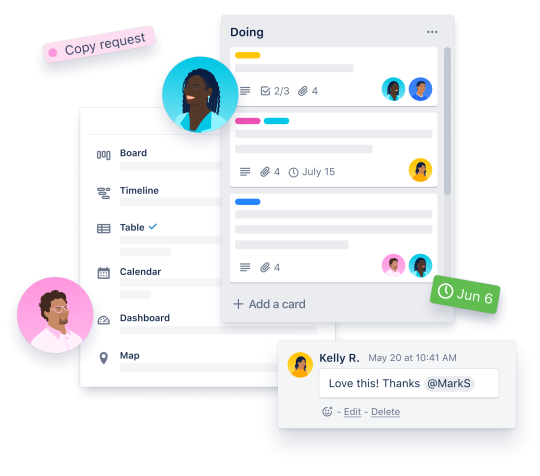 Copy request
Doing
2/3 4
4 July 15
4
Add a card
Board
Timeline
Table
Calendar
Dashboard
Map
Jun 6
Kelly R. May 20 at 10:41 AM
Love this! Thanks @MarkS
- Edit - Delete